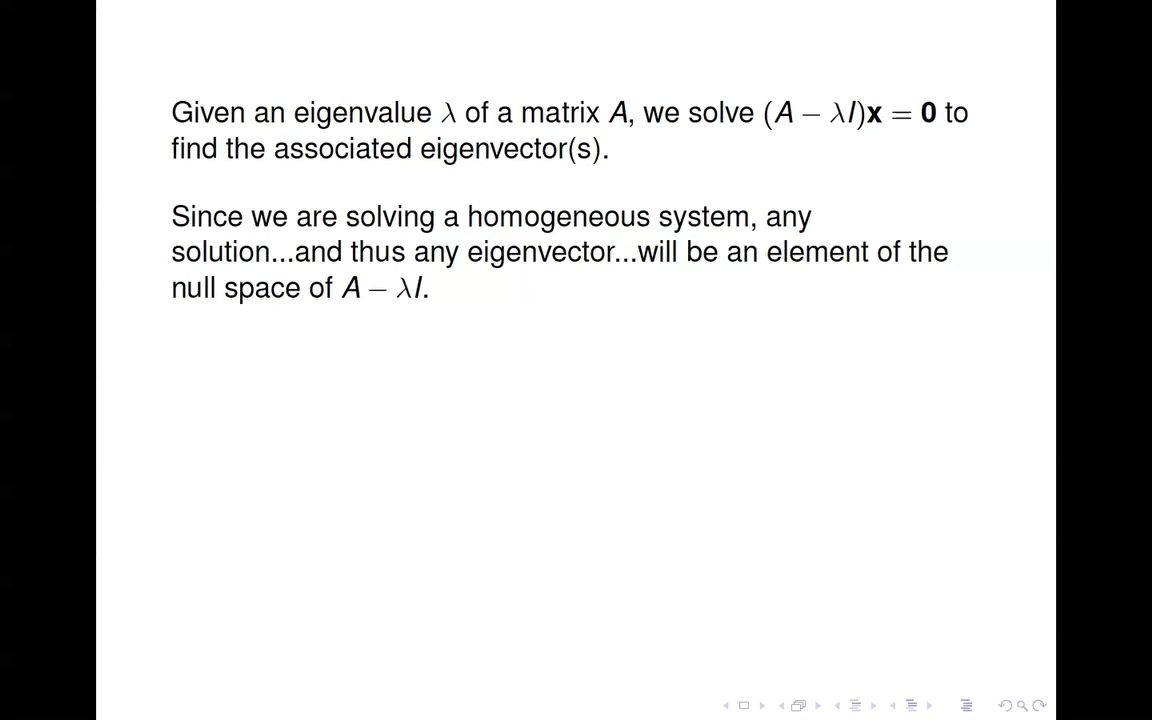 Given an eigenvalue λ of a matrix A, we solve (A − λI)x = 0 to
find the associated eigenvector(s).
Since we are solving a homogeneous system, any
solution...and thus any eigenvector...will be an element of the
null space of A − λI.